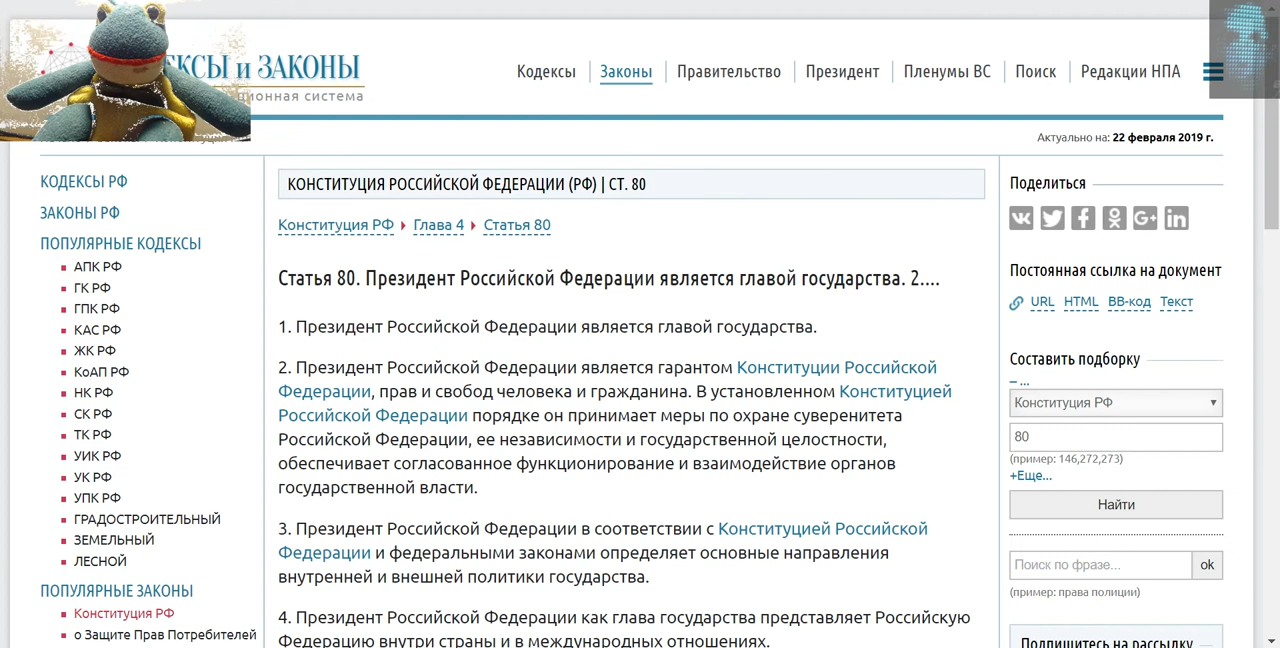 ЕКСЫ и ЗАКОНЫ
ционная система
Кодексы Законы Правительство Президент Пленумы ВС Поиск Редакции НПА
Актуально на: 22 февраля 2019 г.
КОДЕКСЫ РФ
ЗАКОНЫ РФ
ПОПУЛЯРНЫЕ КОДЕКСЫ
АПК РФ
ГК РФ
ГПК РФ
КАС РФ
ЖК РФ
КоАП РФ
НК РФ
СК РФ
ТК РФ
УИК РФ
УК РФ
УПК РФ
ГРАДОСТРОИТЕЛЬНЫЙ
ЗЕМЕЛЬНЫЙ
ЛЕСНОЙ
ПОПУЛЯРНЫЕ ЗАКОНЫ
Конституция РФ
о Защите Прав Потребителей
КОНСТИТУЦИЯ РОССИЙСКОЙ ФЕДЕРАЦИИ (РФ) | СТ. 80
Конституция РФ Глава 4 Статья 80
Статья 80. Президент Российской Федерации является главой государства. 2....
1. Президент Российской Федерации является главой государства.
2. Президент Российской Федерации является гарантом Конституции Российской
Федерации, прав и свобод человека и гражданина. В установленном Конституцией
Российской Федерации порядке он принимает меры по охране суверенитета
Российской Федерации, ее независимости и государственной целостности,
обеспечивает согласованное функционирование и взаимодействие органов
государственной власти.
3. Президент Российской Федерации в соответствии с Конституцией Российской
Федерации и федеральными законами определяет основные направления
внутренней и внешней политики государства.
4. Президент Российской Федерации как глава государства представляет Российскую
Федерацию внутри страны и в международных отношениях.
Поделиться
Постоянная ссылка на документ
URL HTML BB-код Текст
Составить подборку
– ...
Конституция РФ
80
(пример: 146,272,273)
+Еще...
Найти
Поиск по фразе... ok
(пример: права полиции)
Подпишитесь на рассылку